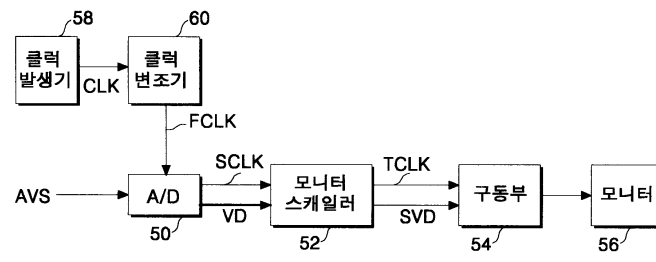 58
60
클럭
발생기
CLK
클럭
변조기
FCLK
AVS
A/D
50
SCLK
VD
모니터
스캐일러
52
TCLK
SVD
구동부
54
모니터
56